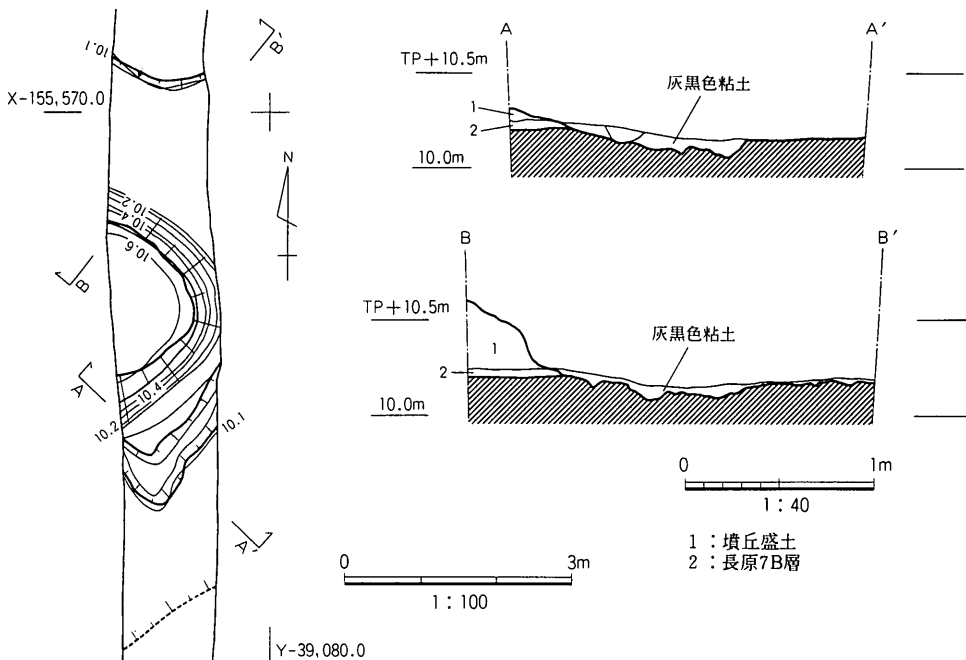 10.1
B′
X-155,570.0
N
10.2
10.4
10.6
B
A
10.4
10.2
10.1
A′
Y-39,080.0
0 3m
1:100
A A′
TP+10.5m
灰黒色粘土
1
2
10.0m
B B′
TP+10.5m
灰黒色粘土
1
2
10.0m
0 1m
1:40
1:墳丘盛土
2:長原7B層